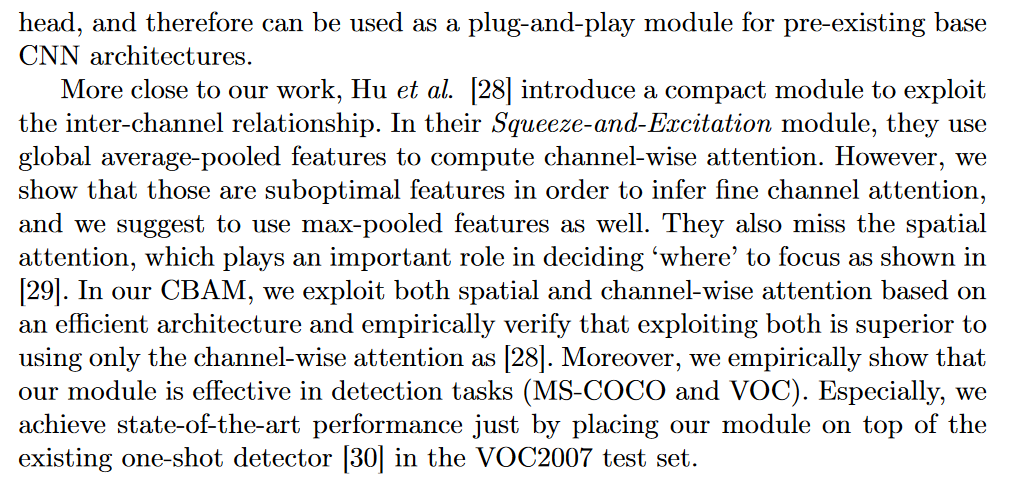 head, and therefore can be used as a plug-and-play module for pre-existing base
CNN architectures.
More close to our work, Hu et al. [28] introduce a compact module to exploit
the inter-channel relationship. In their Squeeze-and-Excitation module, they use
global average-pooled features to compute channel-wise attention. However, we
show that those are suboptimal features in order to infer fine channel attention,
and we suggest to use max-pooled features as well. They also miss the spatial
attention, which plays an important role in deciding ‘where’ to focus as shown in
[29]. In our CBAM, we exploit both spatial and channel-wise attention based on
an efficient architecture and empirically verify that exploiting both is superior to
using only the channel-wise attention as [28]. Moreover, we empirically show that
our module is effective in detection tasks (MS-COCO and VOC). Especially, we
achieve state-of-the-art performance just by placing our module on top of the
existing one-shot detector [30] in the VOC2007 test set.